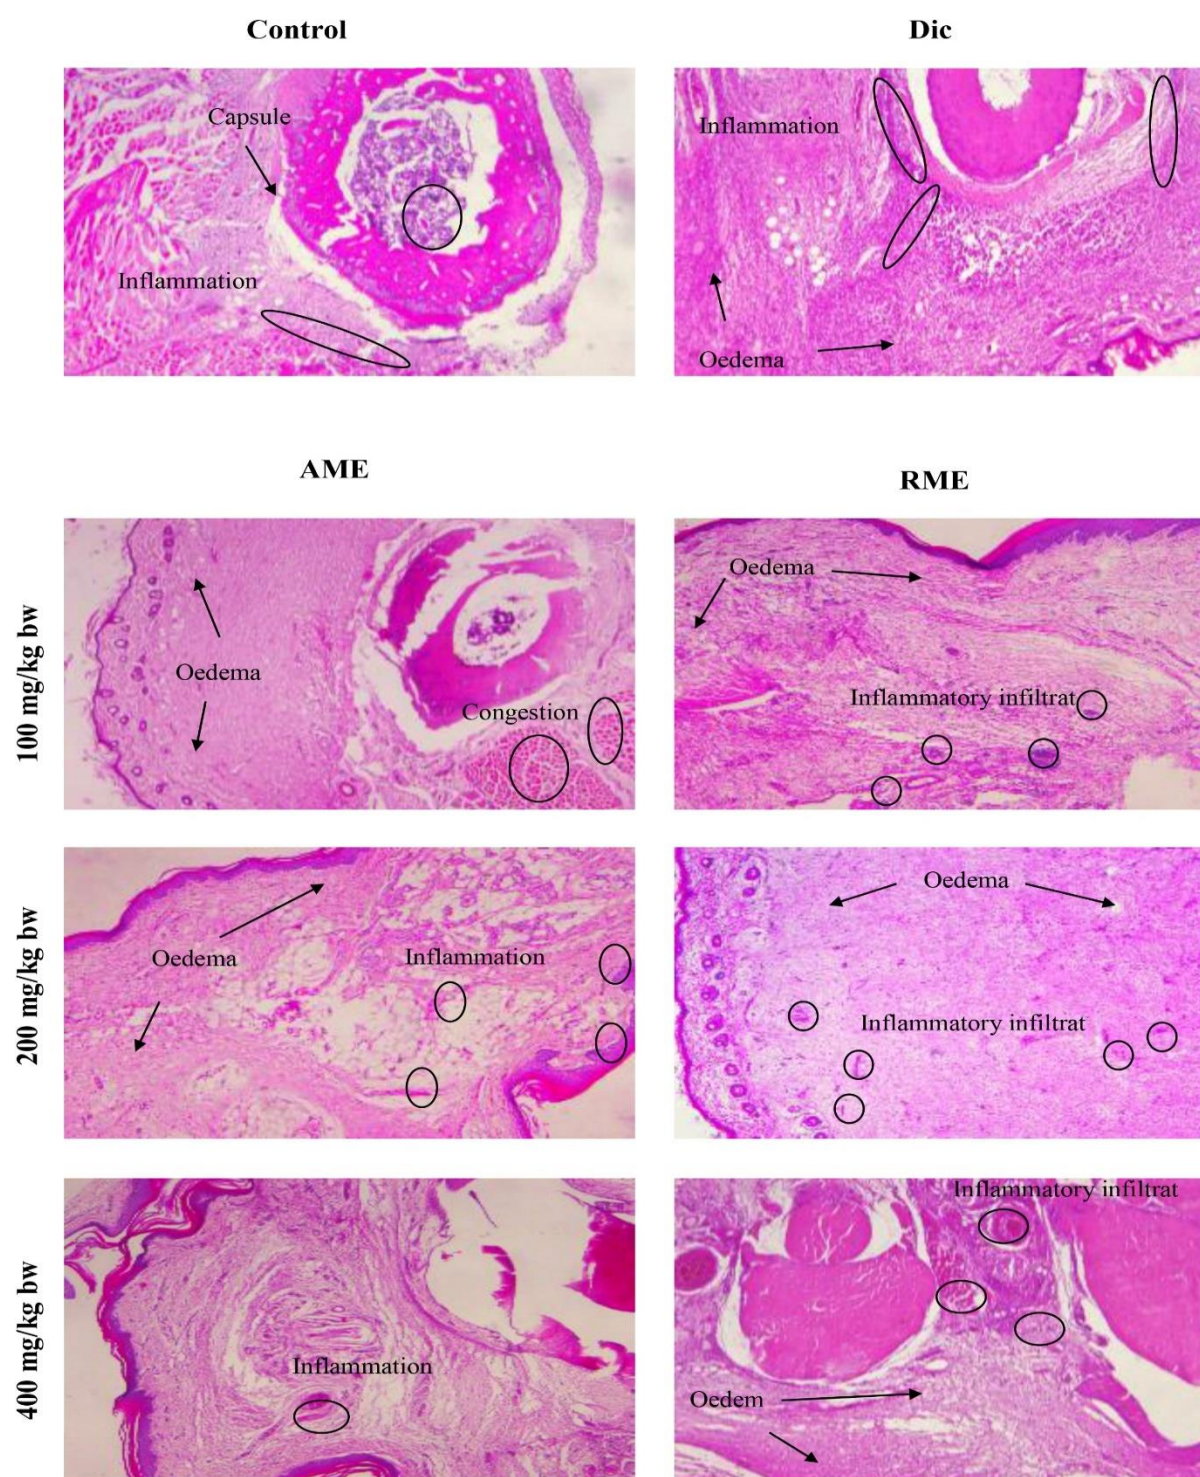 Control
Dic
Capsule
Inflammation
Inflammation
Oedema
AME
RME
100 mg/kg bw
Oedema
Congestion
Oedema
Inflammatory infiltrat
200 mg/kg bw
Oedema
Inflammation
Oedema
Inflammatory infiltrat
400 mg/kg bw
Inflammation
Inflammatory infiltrat
Oedem